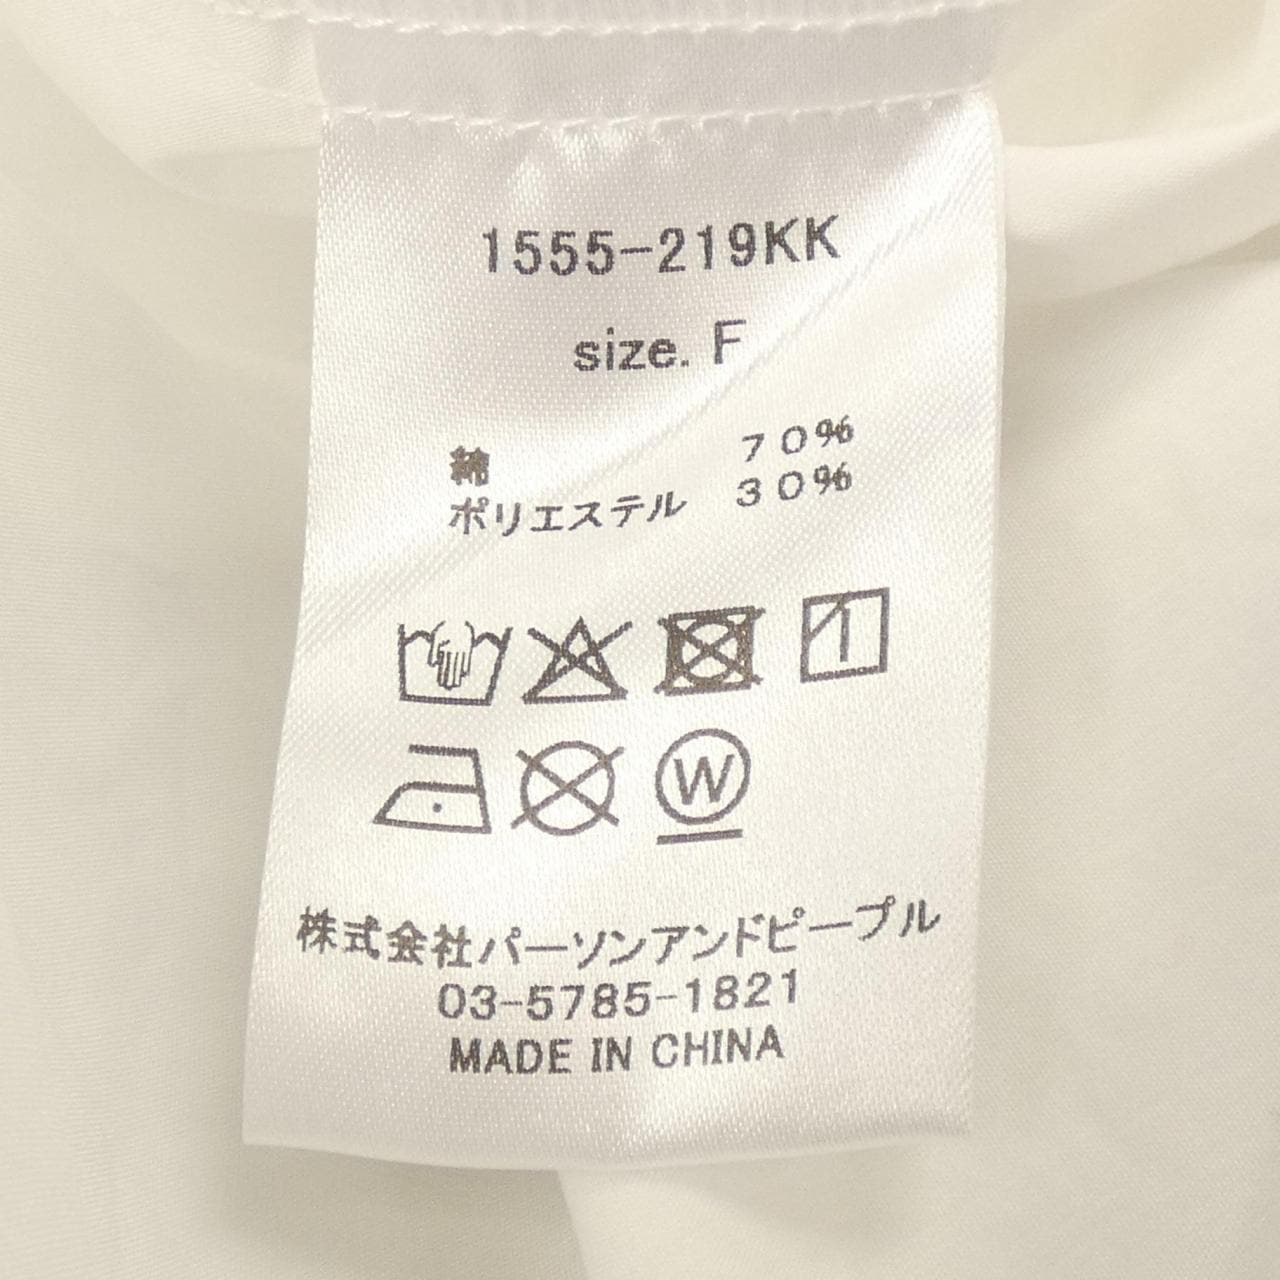 1555-219KK
size. F
綿 70%
ポリエステル 30%
W
株式会社パーソンアンドピープル
03-5785-1821
MADE IN CHINA